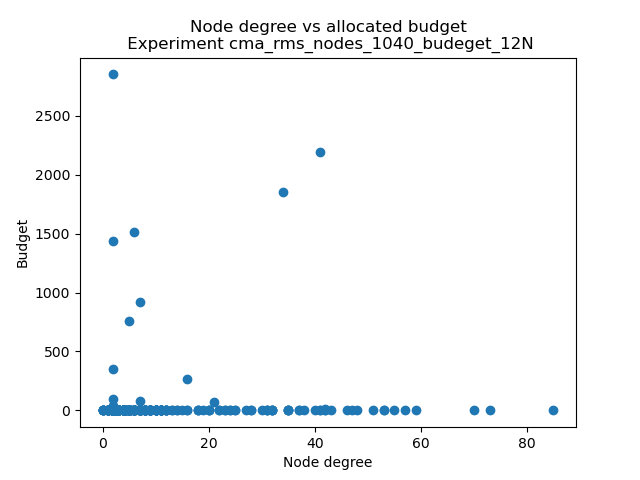 Node degree vs allocated budget
Experiment cma_rms_nodes_1040_budeget_12N
Budget
2500
2000
1500
1000
500
0
0 20 40 60 80
Node degree